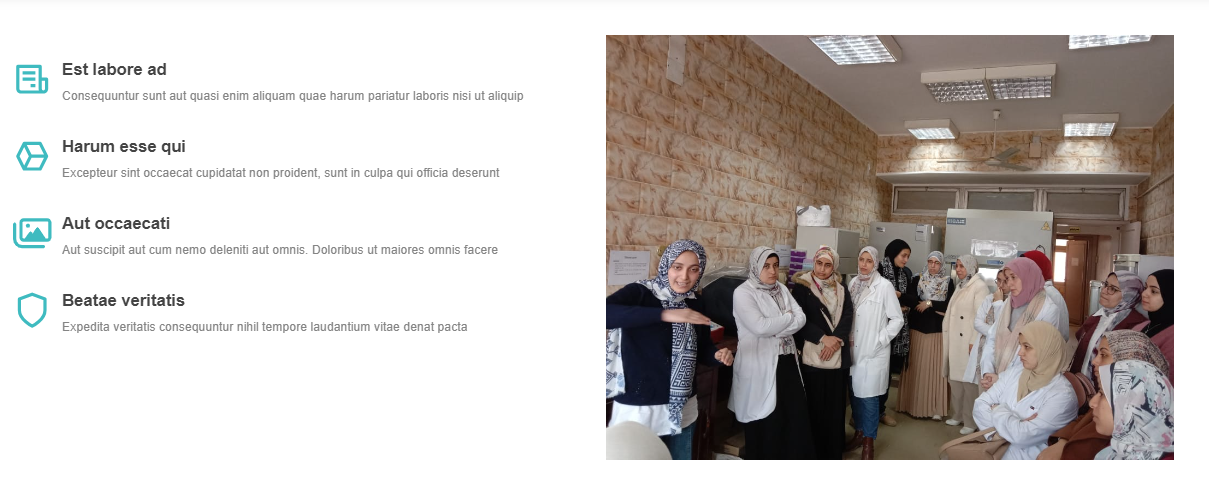 Est labore ad
Consequuntur sunt aut quasi enim aliquam quae harum pariatur laboris nisi ut aliquip
Harum esse qui
Excepteur sint occaecat cupidatat non proident, sunt in culpa qui officia deserunt
Aut occaecati
Aut suscipit aut cum nemo deleniti aut omnis. Doloribus ut maiores omnis facere
Beatae veritatis
Expedita veritatis consequuntur nihil tempore laudantium vitae denat pacta